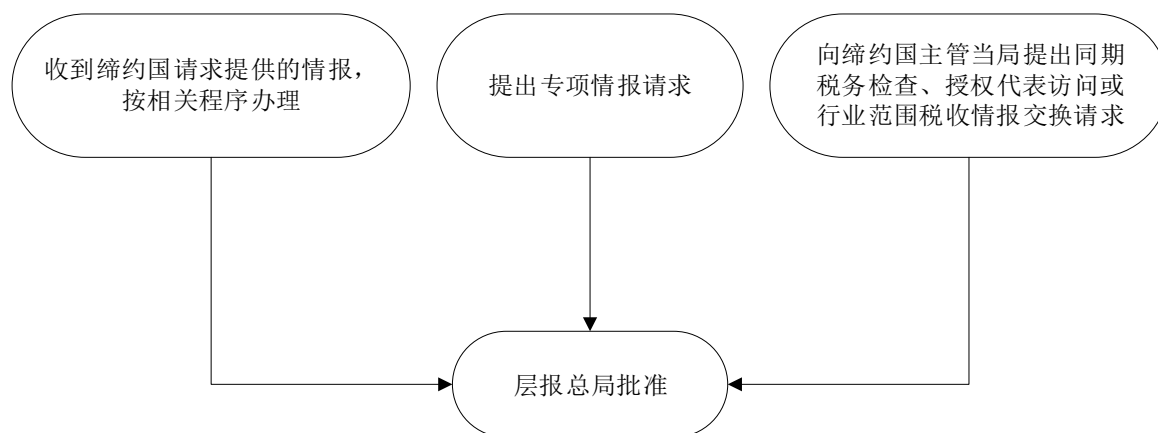 收到缔约国请求提供的情报，
按相关程序办理
提出专项情报请求
向缔约国主管当局提出同期
税务检查、授权代表访问或
行业范围税收情报交换请求
层报总局批准